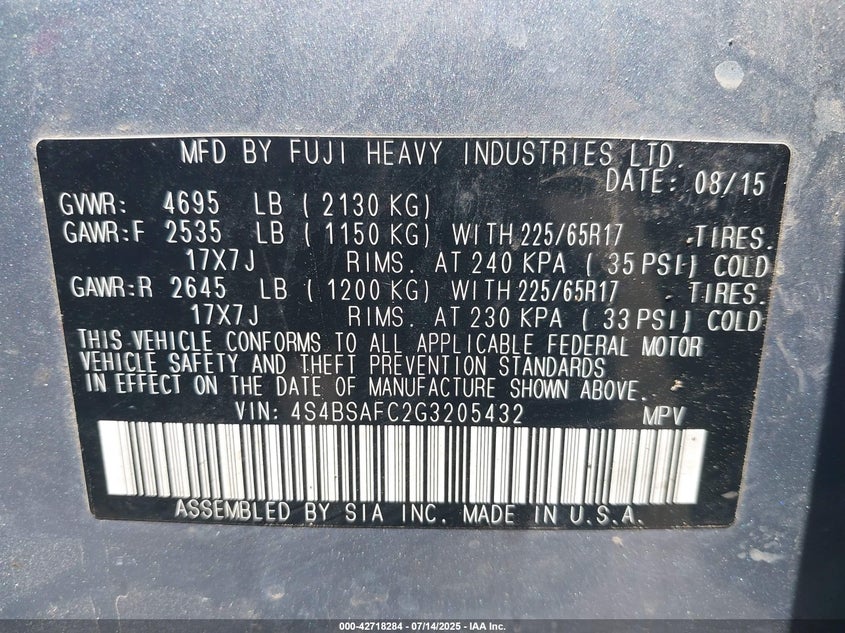 MFD BY FUJI HEAVY INDUSTRIES LTD.
DATE: 08/15
GVWR: 4695 LB ( 2130 KG)
GAWR:F 2535 LB ( 1150 KG) WITH 225/65R17 TIRES.
17X7J RIMS. AT 240 KPA ( 35 PSI) COLD
GAWR:R 2645 LB ( 1200 KG) WITH 225/65R17 TIRES.
17X7J RIMS. AT 230 KPA ( 33 PSI) COLD
THIS VEHICLE CONFORMS TO ALL APPLICABLE FEDERAL MOTOR
VEHICLE SAFETY AND THEFT PREVENTION STANDARDS
IN EFFECT ON THE DATE OF MANUFACTURE SHOWN ABOVE.
VIN: 4S4BSAFC2G3205432 MPV
ASSEMBLED BY SIA INC. MADE IN U.S.A.
000-42718284 - 07/14/2025 - IAA Inc.